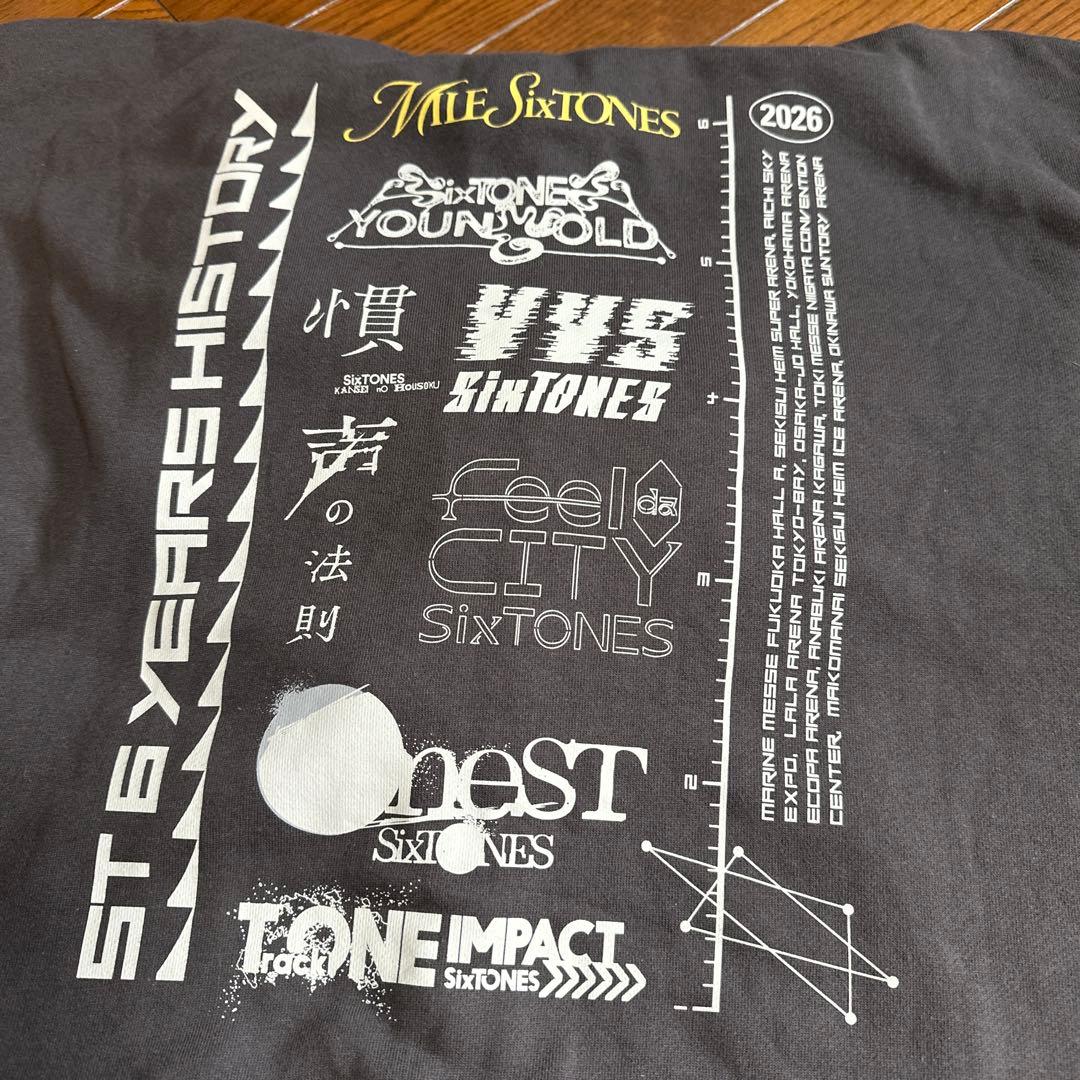 ST 6 YEARS HISTORY
MILE SixTONES
SixTONES
YOUNG OLD
慣
SixTONES
KANSEI no HOUSOKU
声
の
法
則
VVS
SixTONES
feel da
CITY
SixTONES
oneST
SixTONES
TrackONE IMPACT
SixTONES
6
5
4
3
2
1
2026
MARINE MESSE FUKUOKA HALL A, SEKISUI HEIM SUPER ARENA, AICHI SKY
EXPO, LALA ARENA TOKYO-BAY, OSAKA-JO HALL, YOKOHAMA ARENA
ECOPA ARENA, ANABUKI ARENA KAGAWA, TOKI MESSE NIIGATA CONVENTION
CENTER, MAKOMANAI SEKISUI HEIM ICE ARENA, OKINAWA SUNTORY ARENA